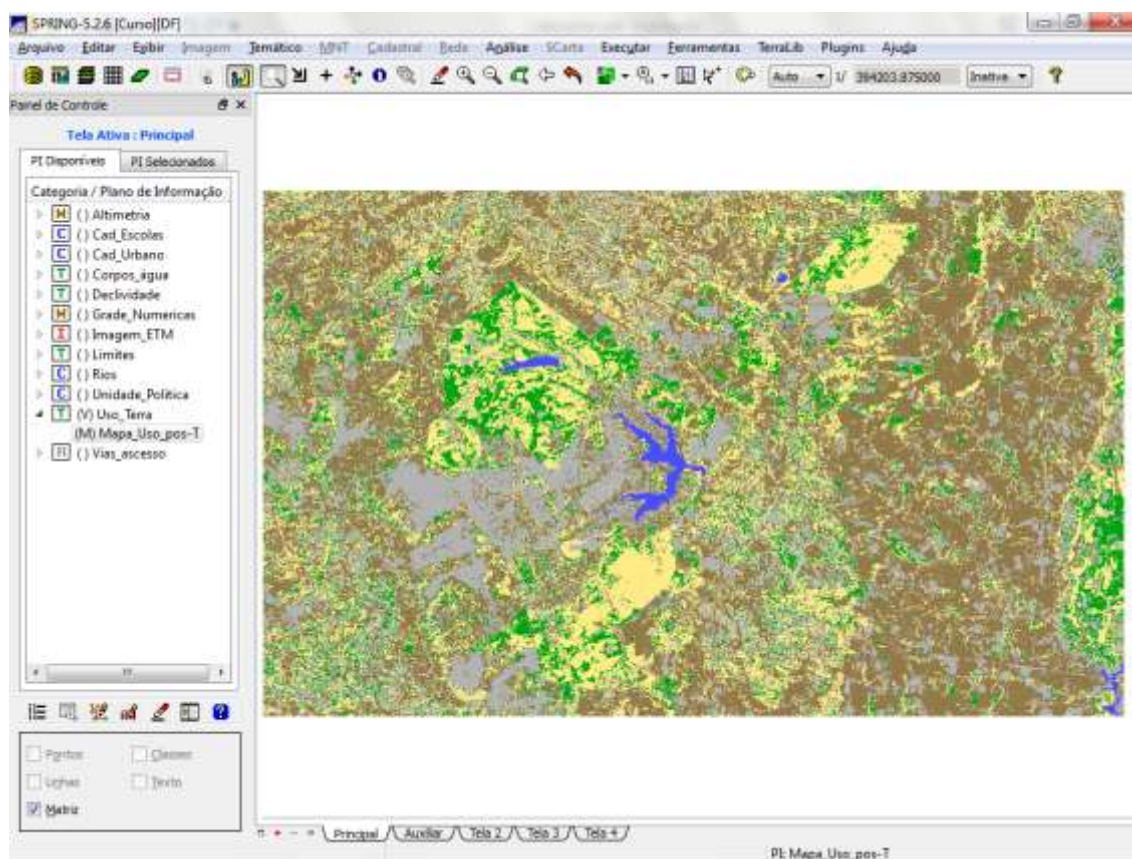 SPRING-5.2.6 [Curso][DF]
Arquivo Editar Exibir Imagem Temático MNT Cadastral Rede Análise SCarta Executar Ferramentas TerraLib Plugins Ajuda
Auto 1/ 394203.875000 Inativa
Painel de Controle
Tela Ativa : Principal
PI Disponíveis PI Selecionados
Categoria / Plano de Informação
M () Altimetria
C () Cad_Escolas
C () Cad_Urbano
T () Corpos_água
T () Declividade
M () Grade_Numericas
I () Imagem_ETM
T () Limites
C () Rios
C () Unidade_Politica
T (V) Uso_Terra
(M) Mapa_Uso_pos-T
() Vias_ascesso
Pontos Classes
Linhas Texto
Matriz
Principal Auxiliar Tela 2 Tela 3 Tela 4
PI: Mapa_Uso_pos-T